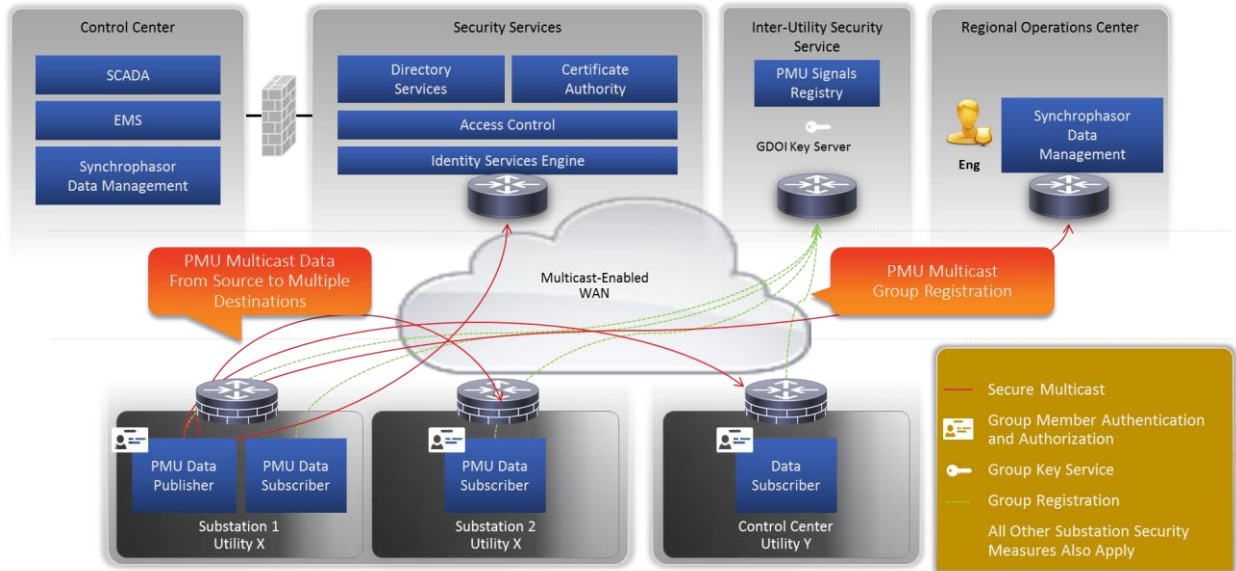 Control Center
SCADA
EMS
Synchrophasor
Data Management
Security Services
Directory
Services
Certificate
Authority
Access Control
Identity Services Engine
Inter-Utility Security
Service
PMU Signals
Registry
GDOI Key Server
Regional Operations Center
Eng
Synchrophasor
Data
Management
PMU Multicast Data
From Source to Multiple
Destinations
Multicast-Enabled
WAN
PMU Multicast
Group Registration
PMU Data
Publisher
PMU Data
Subscriber
Substation 1
Utility X
PMU Data
Subscriber
Substation 2
Utility X
Data
Subscriber
Control Center
Utility Y
Secure Multicast
Group Member Authentication
and Authorization
Group Key Service
Group Registration
All Other Substation Security
Measures Also Apply